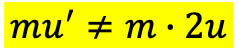 mu′ ≠ m · 2u